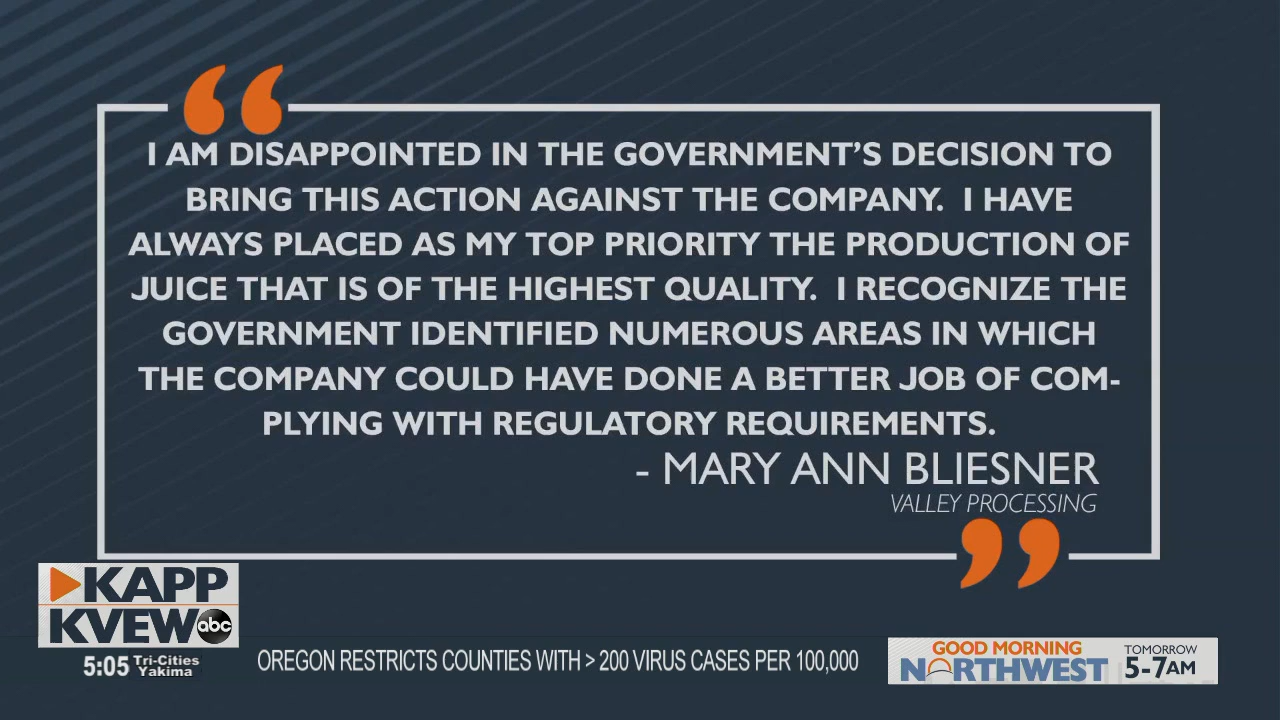 I AM DISAPPOINTED IN THE GOVERNMENT’S DECISION TO
BRING THIS ACTION AGAINST THE COMPANY.  I HAVE
ALWAYS PLACED AS MY TOP PRIORITY THE PRODUCTION OF
JUICE THAT IS OF THE HIGHEST QUALITY.  I RECOGNIZE THE
GOVERNMENT IDENTIFIED NUMEROUS AREAS IN WHICH
THE COMPANY COULD HAVE DONE A BETTER JOB OF COM-
PLYING WITH REGULATORY REQUIREMENTS.
- MARY ANN BLIESNER
VALLEY PROCESSING
KAPP
KVEW abc
5:05 Tri-Cities
Yakima
OREGON RESTRICTS COUNTIES WITH > 200 VIRUS CASES PER 100,000
GOOD MORNING
NORTHWEST
TOMORROW
5-7AM